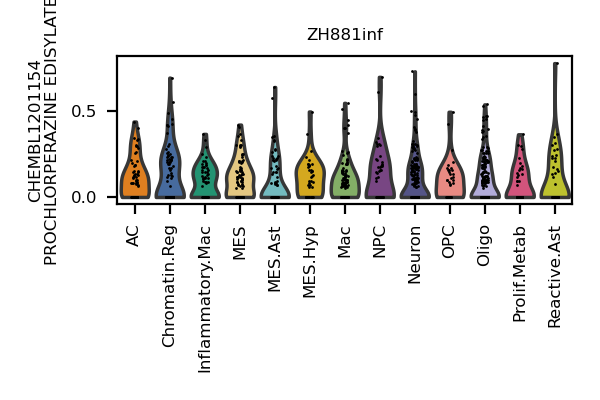 ZH881inf
CHEMBL1201154
PROCHLORPERAZINE EDISYLATE
0.5
0.0
AC
Chromatin.Reg
Inflammatory.Mac
MES
MES.Ast
MES.Hyp
Mac
NPC
Neuron
OPC
Oligo
Prolif.Metab
Reactive.Ast